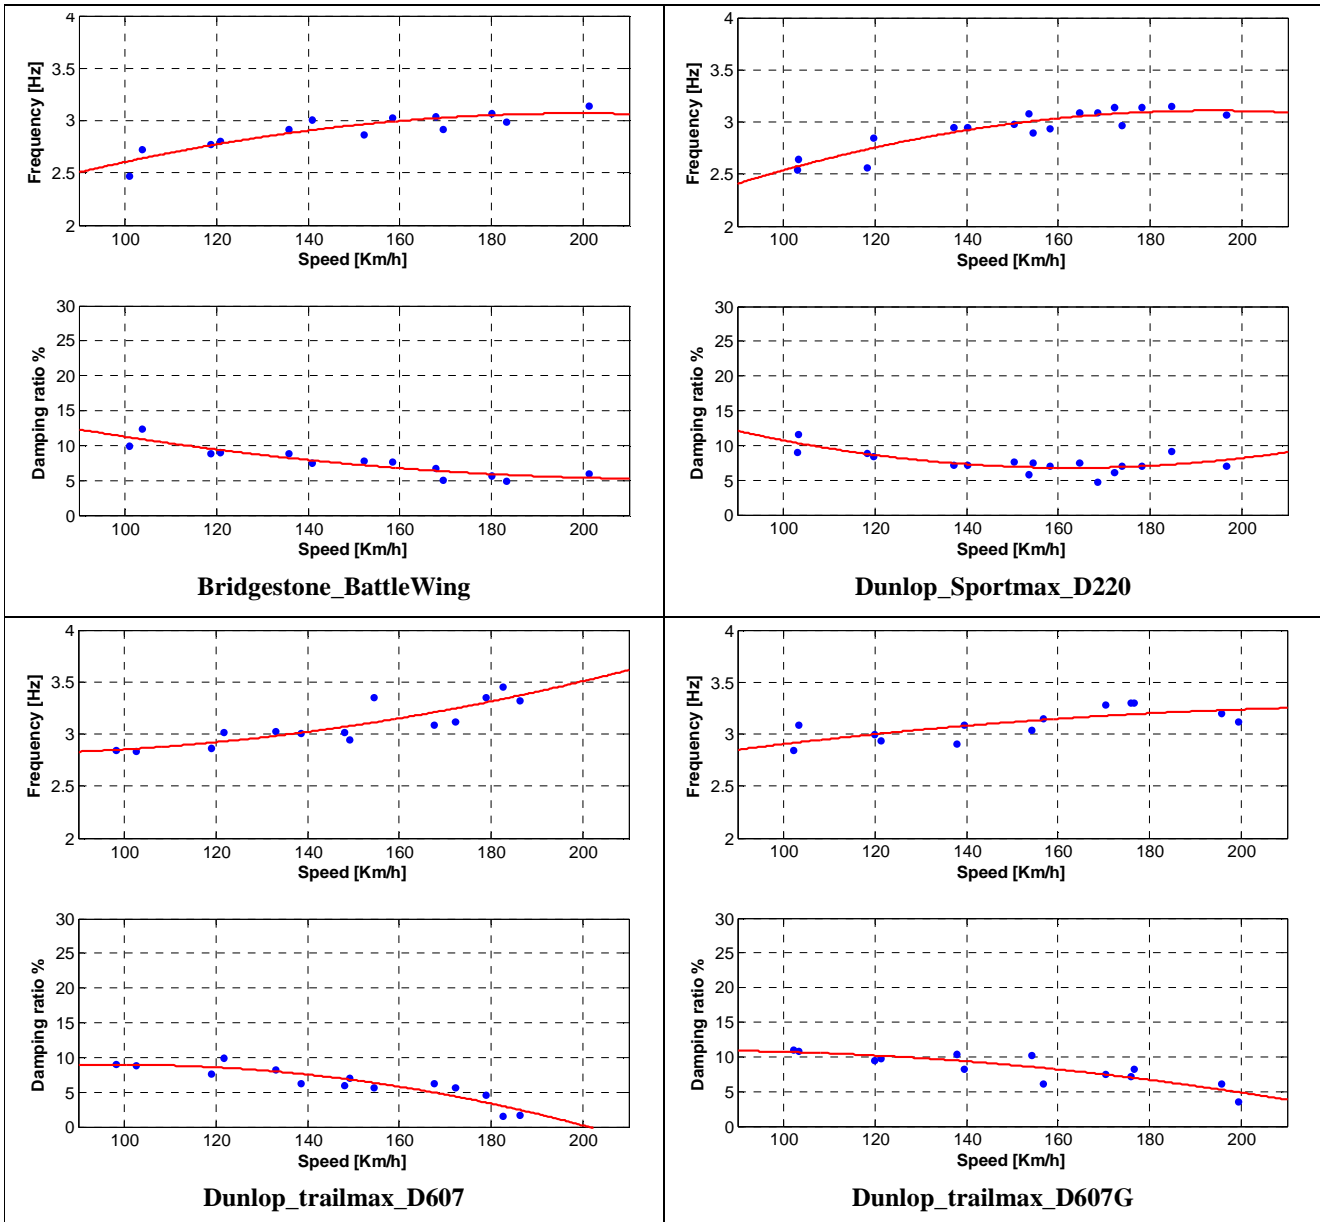 4
3.5
3
2.5
2
Frequency [Hz]
100 120 140 160 180 200
Speed [Km/h]
30
25
20
15
10
5
0
Damping ratio %
100 120 140 160 180 200
Speed [Km/h]
Bridgestone_BattleWing
4
3.5
3
2.5
2
Frequency [Hz]
100 120 140 160 180 200
Speed [Km/h]
30
25
20
15
10
5
0
Damping ratio %
100 120 140 160 180 200
Speed [Km/h]
Dunlop_Sportmax_D220
4
3.5
3
2.5
2
Frequency [Hz]
100 120 140 160 180 200
Speed [Km/h]
30
25
20
15
10
5
0
Damping ratio %
100 120 140 160 180 200
Speed [Km/h]
Dunlop_trailmax_D607
4
3.5
3
2.5
2
Frequency [Hz]
100 120 140 160 180 200
Speed [Km/h]
30
25
20
15
10
5
0
Damping ratio %
100 120 140 160 180 200
Speed [Km/h]
Dunlop_trailmax_D607G